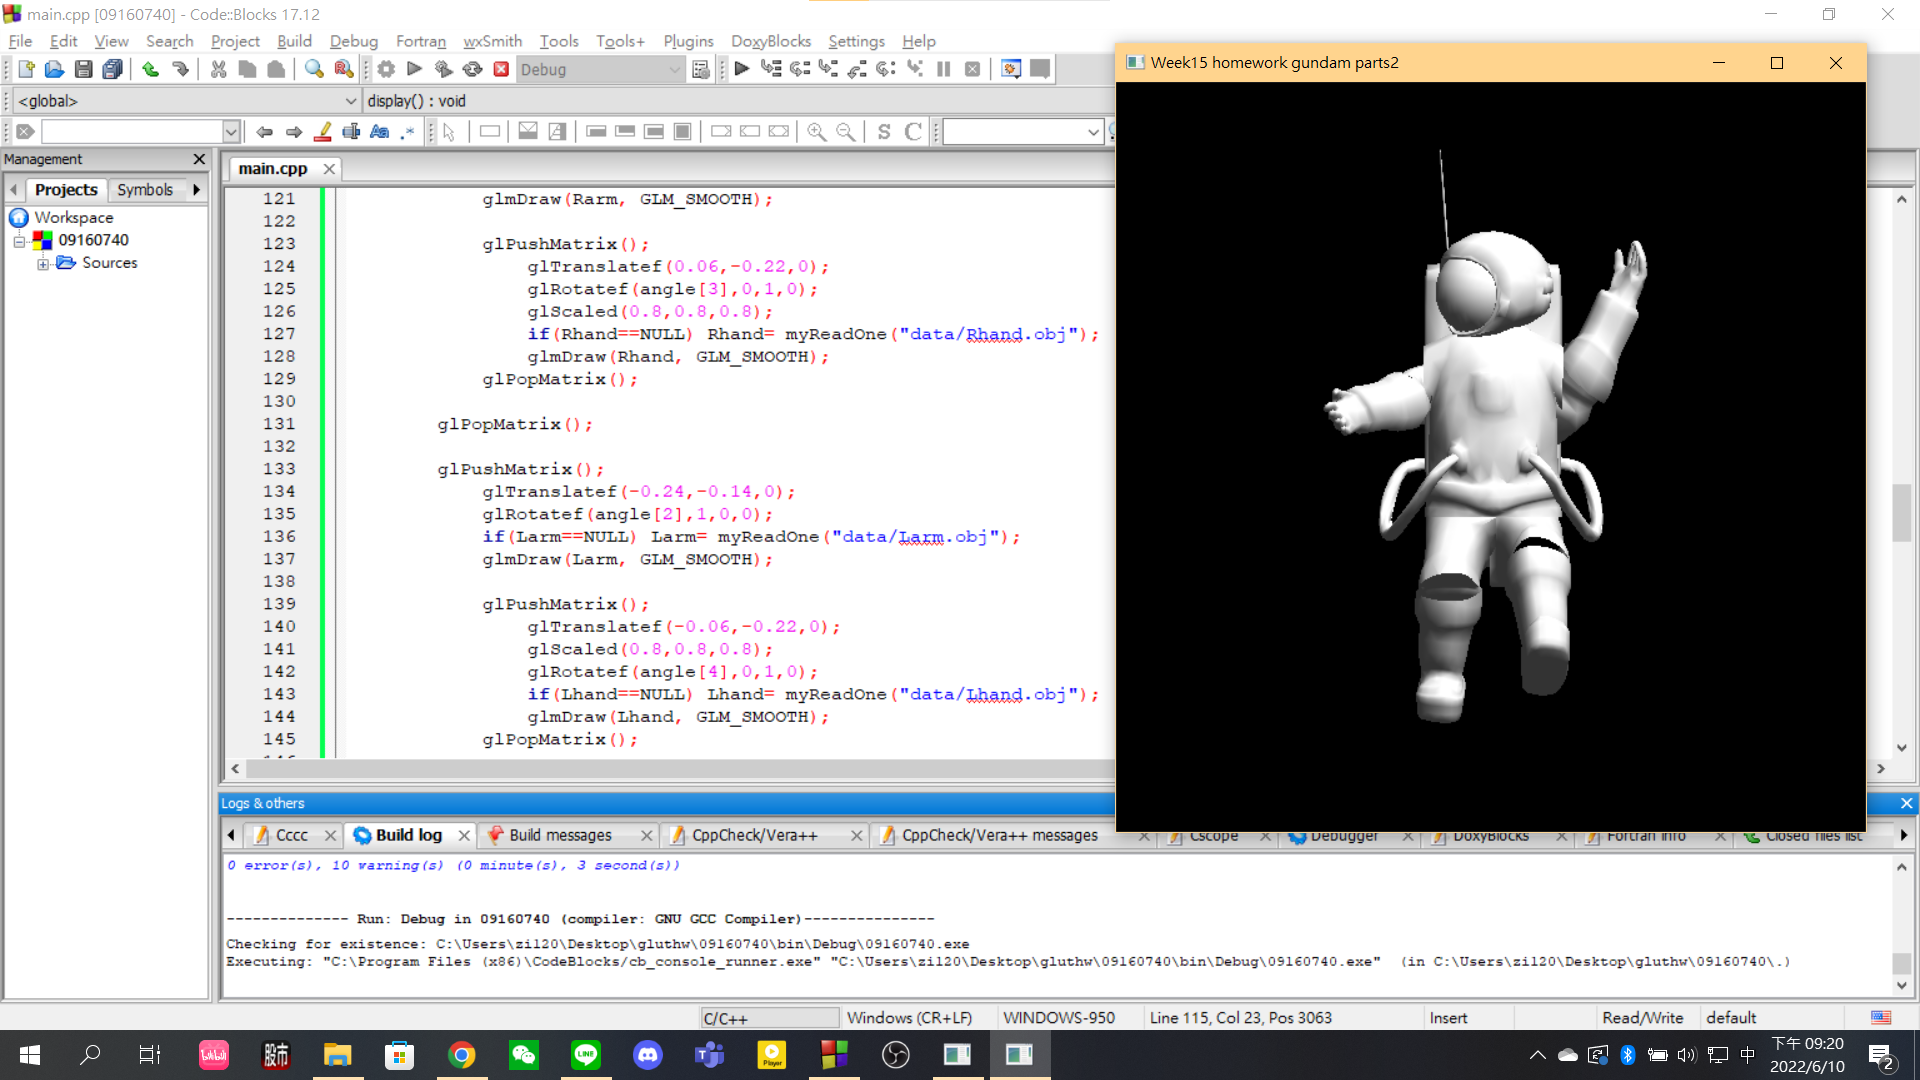 main.cpp [09160740] - Code::Blocks 17.12
File Edit View Search Project Build Debug Fortran wxSmith Tools Tools+ Plugins DoxyBlocks Settings Help
Debug
<global>
display() : void
Management
Projects Symbols
Workspace
09160740
Sources
main.cpp
121 glmDraw(Rarm, GLM_SMOOTH);
122
123 glPushMatrix();
124 glTranslatef(0.06,-0.22,0);
125 glRotatef(angle[3],0,1,0);
126 glScaled(0.8,0.8,0.8);
127 if(Rhand==NULL) Rhand= myReadOne("data/Rhand.obj");
128 glmDraw(Rhand, GLM_SMOOTH);
129 glPopMatrix();
130
131 glPopMatrix();
132
133 glPushMatrix();
134 glTranslatef(-0.24,-0.14,0);
135 glRotatef(angle[2],1,0,0);
136 if(Larm==NULL) Larm= myReadOne("data/Larm.obj");
137 glmDraw(Larm, GLM_SMOOTH);
138
139 glPushMatrix();
140 glTranslatef(-0.06,-0.22,0);
141 glScaled(0.8,0.8,0.8);
142 glRotatef(angle[4],0,1,0);
143 if(Lhand==NULL) Lhand= myReadOne("data/Lhand.obj");
144 glmDraw(Lhand, GLM_SMOOTH);
145 glPopMatrix();
Week15 homework gundam parts2
Logs & others
Cccc Build log Build messages CppCheck/Vera++ CppCheck/Vera++ messages Cscope Debugger DoxyBlocks Fortran info Closed files list
0 error(s), 10 warning(s) (0 minute(s), 3 second(s))
-------------- Run: Debug in 09160740 (compiler: GNU GCC Compiler)---------------
Checking for existence: C:\Users\zil20\Desktop\gluthw\09160740\bin\Debug\09160740.exe
Executing: "C:\Program Files (x86)\CodeBlocks/cb_console_runner.exe" "C:\Users\zil20\Desktop\gluthw\09160740\bin\Debug\09160740.exe" (in C:\Users\zil20\Desktop\gluthw\09160740\.)
C/C++ Windows (CR+LF) WINDOWS-950 Line 115, Col 23, Pos 3063 Insert Read/Write default
股市
Player
中
下午 09:20
2022/6/10
2